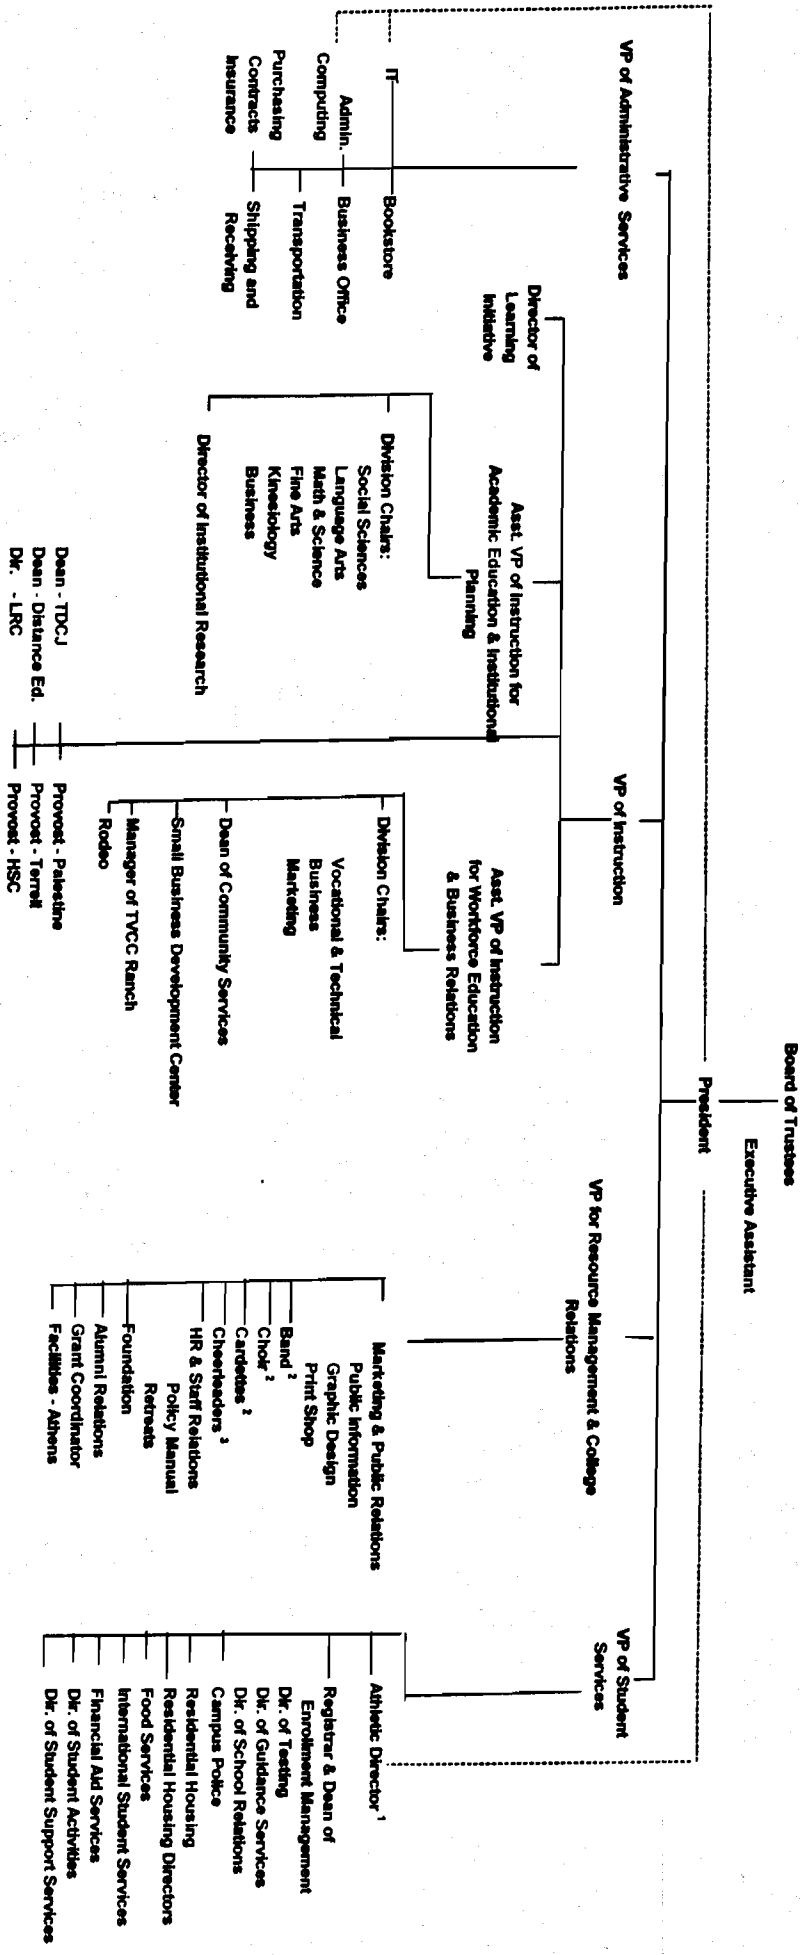 Board of Trustees
Executive Assistant
President
VP of Administrative Services
VP of Instruction
VP for Resource Management & College
Relations
VP of Student
Services
IT
Admin.
Computing
Purchasing
Contracts
Insurance
Bookstore
Business Office
Transportation
Shipping and
Receiving
Director of
Learning
Initiative
Asst. VP of Instruction for
Academic Education & Institutional
Planning
Division Chairs:
Social Sciences
Language Arts
Math & Science
Fine Arts
Kinesiology
Business
Director of Institutional Research
Dean - TDCJ
Dean - Distance Ed.
Dir. - LRC
Provost - Palestine
Provost - Terrell
Provost - HSC
Asst. VP of Instruction
for Workforce Education
& Business Relations
Division Chairs:
Vocational & Technical
Business
Marketing
Dean of Community Services
Small Business Development Center
Manager of TVCC Ranch
Rodeo
Marketing & Public Relations
Public Information
Graphic Design
Print Shop
Band ²
Choir ²
Cardettes ²
Cheerleaders ³
HR & Staff Relations
Policy Manual
Retreats
Foundation
Alumni Relations
Grant Coordinator
Facilities - Athens
Athletic Director ¹
Registrar & Dean of
Enrollment Management
Dir. of Testing
Dir. of Guidance Services
Dir. of School Relations
Campus Police
Residential Housing
Residential Housing Directors
Food Services
International Student Services
Financial Aid Services
Dir. of Student Activities
Dir. of Student Support Services